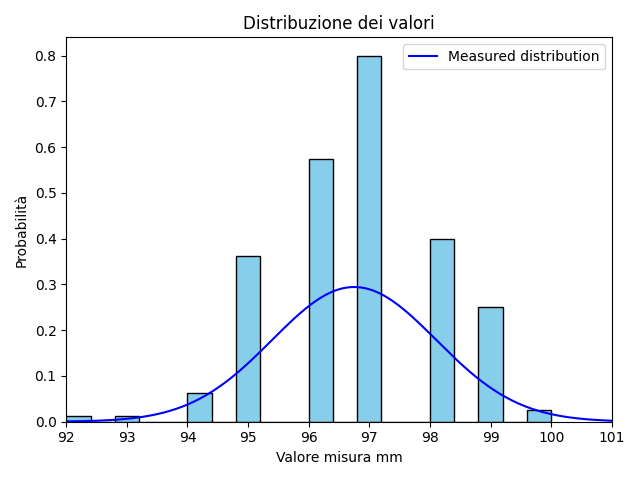 Distribuzione dei valori
Measured distribution
Probabilità
0.8
0.7
0.6
0.5
0.4
0.3
0.2
0.1
0.0
92 93 94 95 96 97 98 99 100 101
Valore misura mm